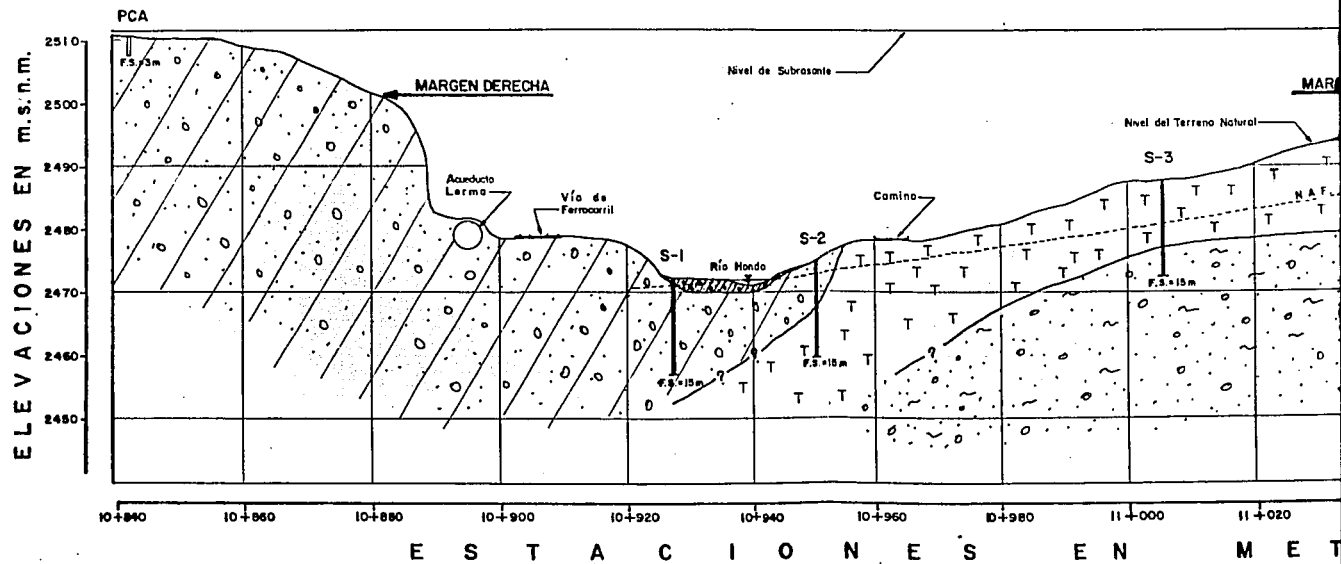 PCA
ELEVACIONES EN m.s.n.m.
2510
2500
2490
2480
2470
2460
2450
F.S.=3m
MARGEN DERECHA
Nivel de Subrasante
MAR
Nivel del Terreno Natural
S-3
Acueducto
Lerma
Vía de
Ferrocarril
Camino
N.A.F.
S-1
Río Hondo
S-2
F.S.=15m
F.S.=15m
F.S.=15m
?
?
?
10+840
10+860
10+880
10+900
10+920
10+940
10+960
10+980
11+000
11+020
ESTACIONES EN MET